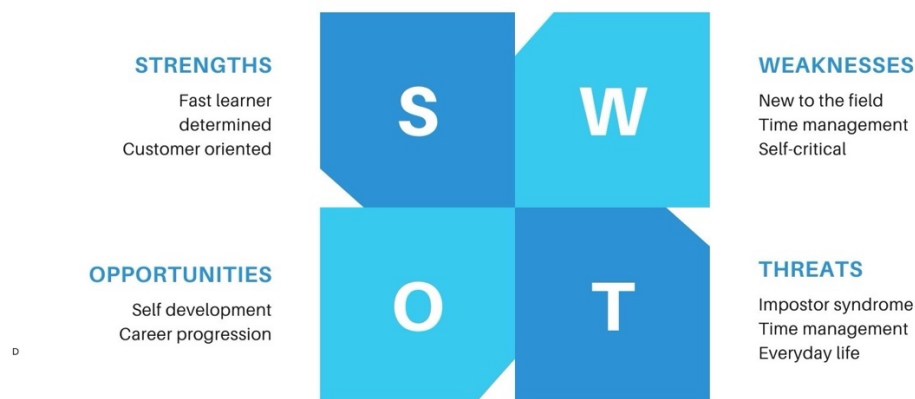 STRENGTHS
Fast learner
determined
Customer oriented
S
W
WEAKNESSES
New to the field
Time management
Self-critical
OPPORTUNITIES
Self development
Career progression
D
O
T
THREATS
Impostor syndrome
Time management
Everyday life